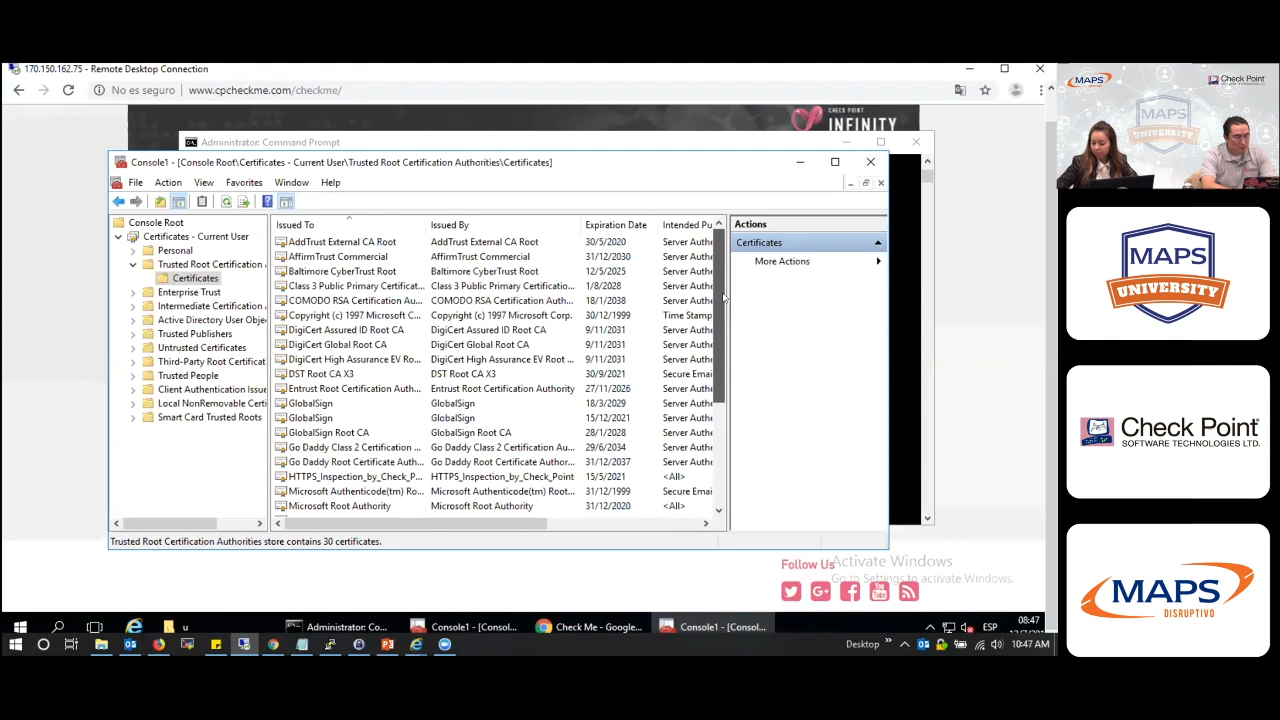 170.150.162.75 - Remote Desktop Connection
No es seguro | www.cpcheckme.com/checkme/
CHECK POINT
INFINITY
Administrator: Command Prompt
Console1 - [Console Root\Certificates - Current User\Trusted Root Certification Authorities\Certificates]
File Action View Favorites Window Help
Console Root
Certificates - Current User
Personal
Trusted Root Certification
Certificates
Enterprise Trust
Intermediate Certification
Active Directory User Obje
Trusted Publishers
Untrusted Certificates
Third-Party Root Certificat
Trusted People
Client Authentication Issue
Local NonRemovable Certi
Smart Card Trusted Roots
Issued To Issued By Expiration Date Intended Pu
AddTrust External CA Root AddTrust External CA Root 30/5/2020 Server Authe
AffirmTrust Commercial AffirmTrust Commercial 31/12/2030 Server Authe
Baltimore CyberTrust Root Baltimore CyberTrust Root 12/5/2025 Server Authe
Class 3 Public Primary Certificat... Class 3 Public Primary Certificatio... 1/8/2028 Server Authe
COMODO RSA Certification Au... COMODO RSA Certification Au... 18/1/2038 Server Authe
Copyright (c) 1997 Microsoft C... Copyright (c) 1997 Microsoft Corp. 30/12/1999 Time Stamp
DigiCert Assured ID Root CA DigiCert Assured ID Root CA 9/11/2031 Server Authe
DigiCert Global Root CA DigiCert Global Root CA 9/11/2031 Server Authe
DigiCert High Assurance EV Ro... DigiCert High Assurance EV Root ... 9/11/2031 Server Authe
DST Root CA X3 DST Root CA X3 30/9/2021 Secure Emai
Entrust Root Certification Auth... Entrust Root Certification Authority 27/11/2026 Server Authe
GlobalSign GlobalSign 18/3/2029 Server Authe
GlobalSign GlobalSign 15/12/2021 Server Authe
GlobalSign Root CA GlobalSign Root CA 28/1/2028 Server Authe
Go Daddy Class 2 Certification ... Go Daddy Class 2 Certification Au... 29/6/2034 Server Authe
Go Daddy Root Certificate Auth... Go Daddy Root Certificate Author... 31/12/2037 Server Authe
HTTPS_Inspection_by_Check_P... HTTPS_Inspection_by_Check_Point 15/5/2021 <All>
Microsoft Authenticode(tm) Ro... Microsoft Authenticode(tm) Root... 31/12/1999 Secure Emai
Microsoft Root Authority Microsoft Root Authority 31/12/2020 <All>
Actions
Certificates
More Actions
Trusted Root Certification Authorities store contains 30 certificates.
Follow Us
Activate Windows
Go to Settings to activate Windows.
u
Administrator: Co...
Console1 - [Consol...
Check Me - Google...
Console1 - [Consol...
ESP
08:47
Desktop
10:47 AM
MAPS
Check Point
MAPS
UNIVERSITY
MAPS
UNIVERSITY
Check Point
SOFTWARE TECHNOLOGIES LTD.
MAPS
DISRUPTIVO